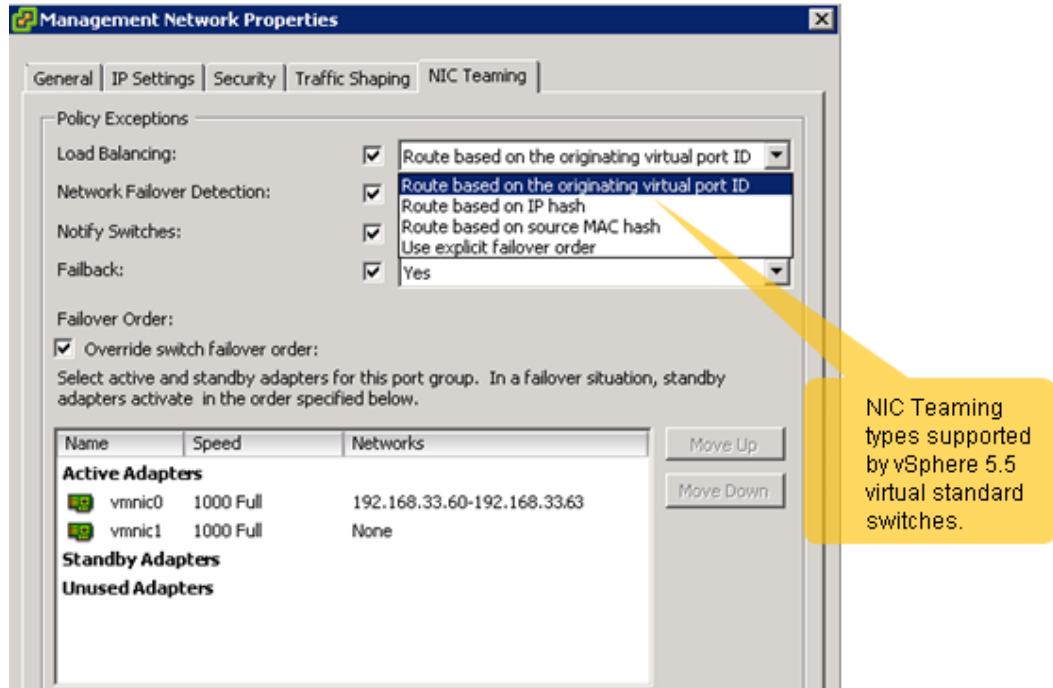 Management Network Properties
General IP Settings Security Traffic Shaping NIC Teaming
Policy Exceptions
Load Balancing: Route based on the originating virtual port ID
Route based on the originating virtual port ID
Network Failover Detection:
Route based on IP hash
Notify Switches:
Route based on source MAC hash
Use explicit failover order
Failback: Yes
Failover Order:
Override switch failover order:
Select active and standby adapters for this port group. In a failover situation, standby
adapters activate in the order specified below.
Name Speed Networks
Active Adapters
vmnic0 1000 Full 192.168.33.60-192.168.33.63
vmnic1 1000 Full None
Standby Adapters
Unused Adapters
Move Up
Move Down
NIC Teaming
types supported
by vSphere 5.5
virtual standard
switches.